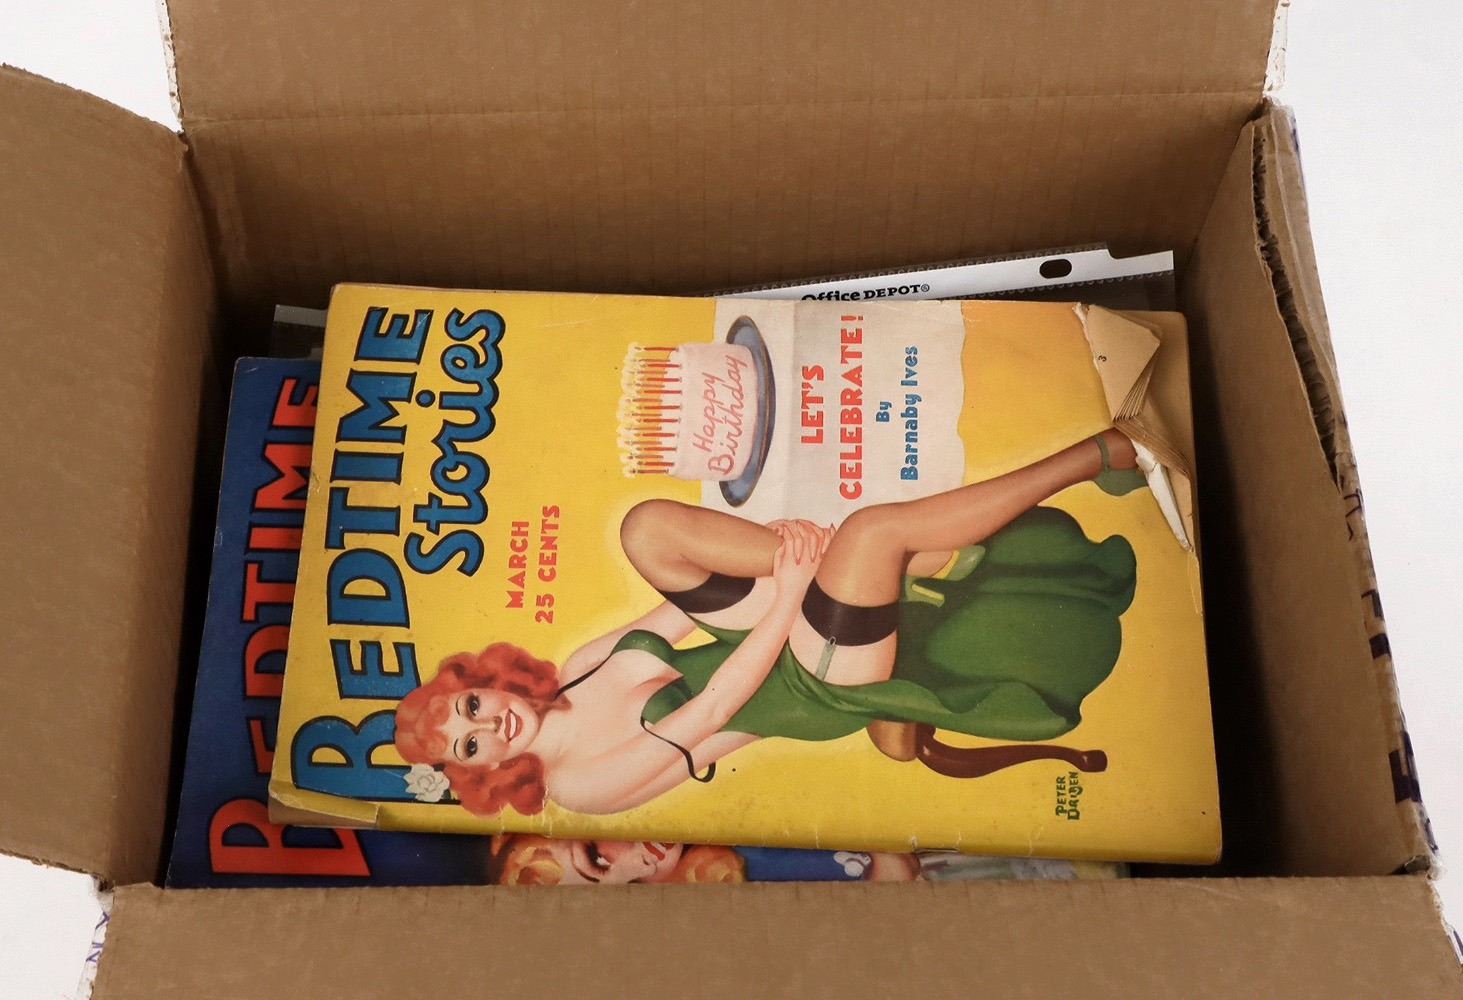 Office DEPOT®
BEDTIME
Stories
MARCH
25 CENTS
Happy
Birthday
LET'S
CELEBRATE!
By
Barnaby Ives
PETER
DRIBEN
BEDTIME